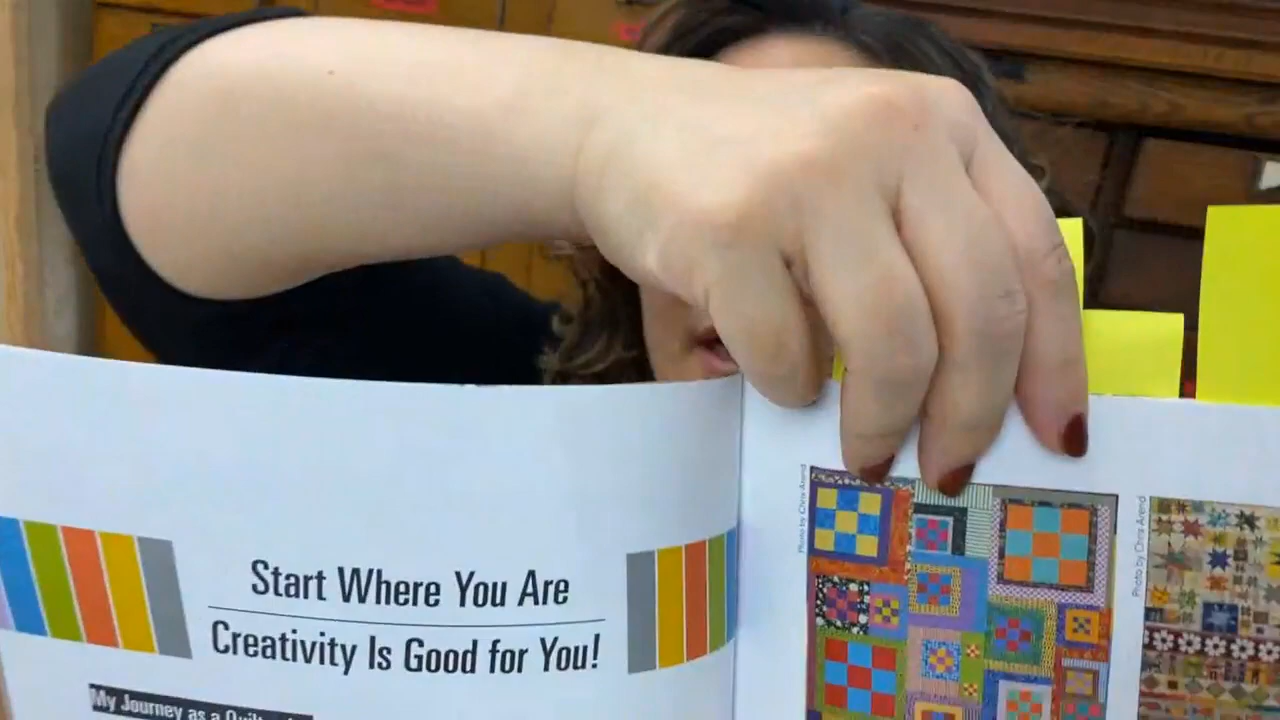 Start Where You Are
Creativity Is Good for You!
My Journey as a
Photo by Chris Arend
Photo by Chris Arend